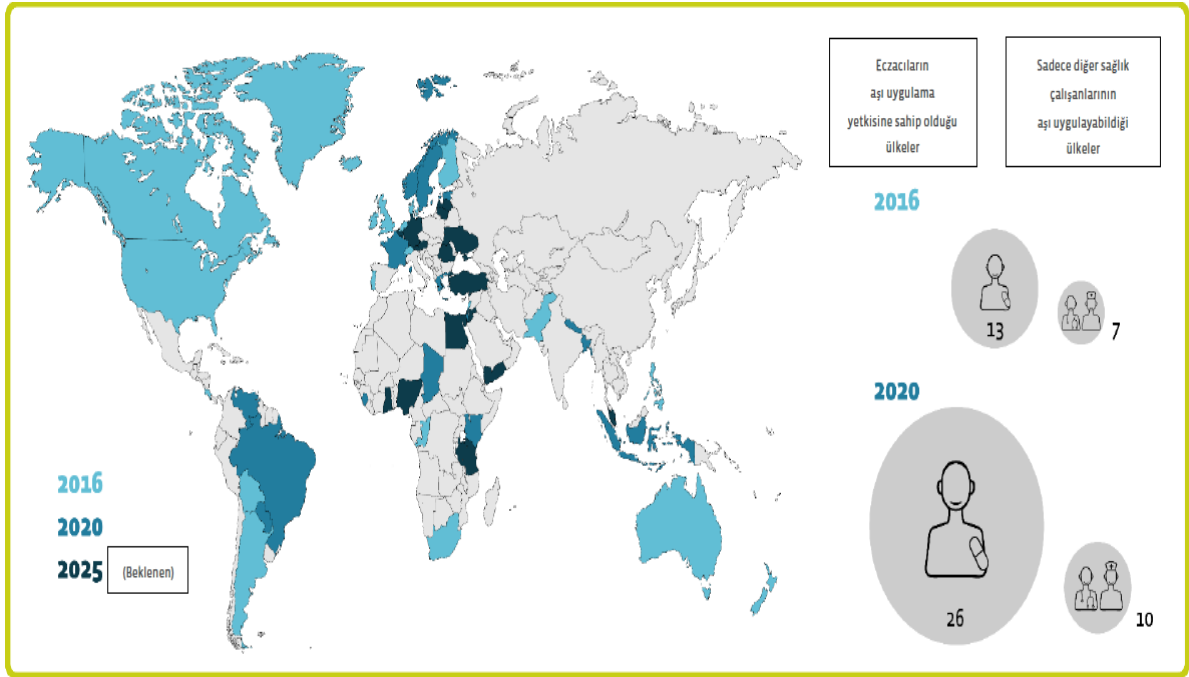 Eczacıların
aşı uygulama
yetkisine sahip olduğu
ülkeler
Sadece diğer sağlık
çalışanlarının
aşı uygulayabildiği
ülkeler
2016
13
7
2020
26
10
2016
2020
2025 (Beklenen)